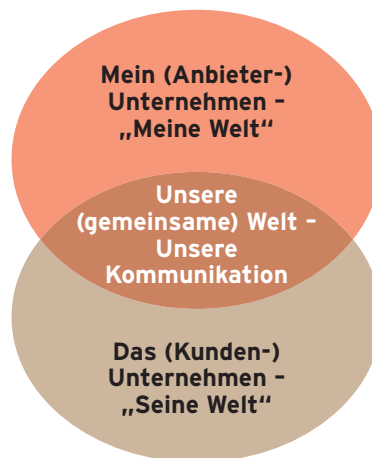 Mein (Anbieter-)
Unternehmen –
„Meine Welt“
Unsere
(gemeinsame) Welt –
Unsere
Kommunikation
Das (Kunden-)
Unternehmen –
„Seine Welt“